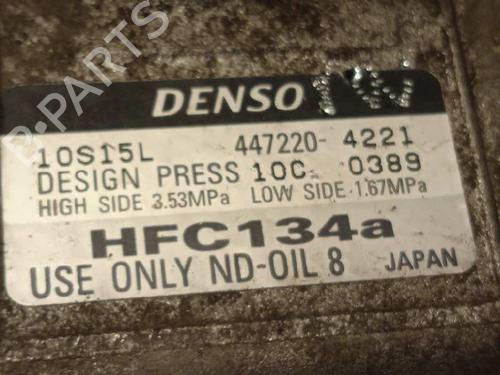 B-PARTS
DENSO
10S15L 447220-4221
DESIGN PRESS 10C 0389
HIGH SIDE 3.53MPa LOW SIDE 1.67MPa
HFC134a
USE ONLY ND-OIL 8 JAPAN